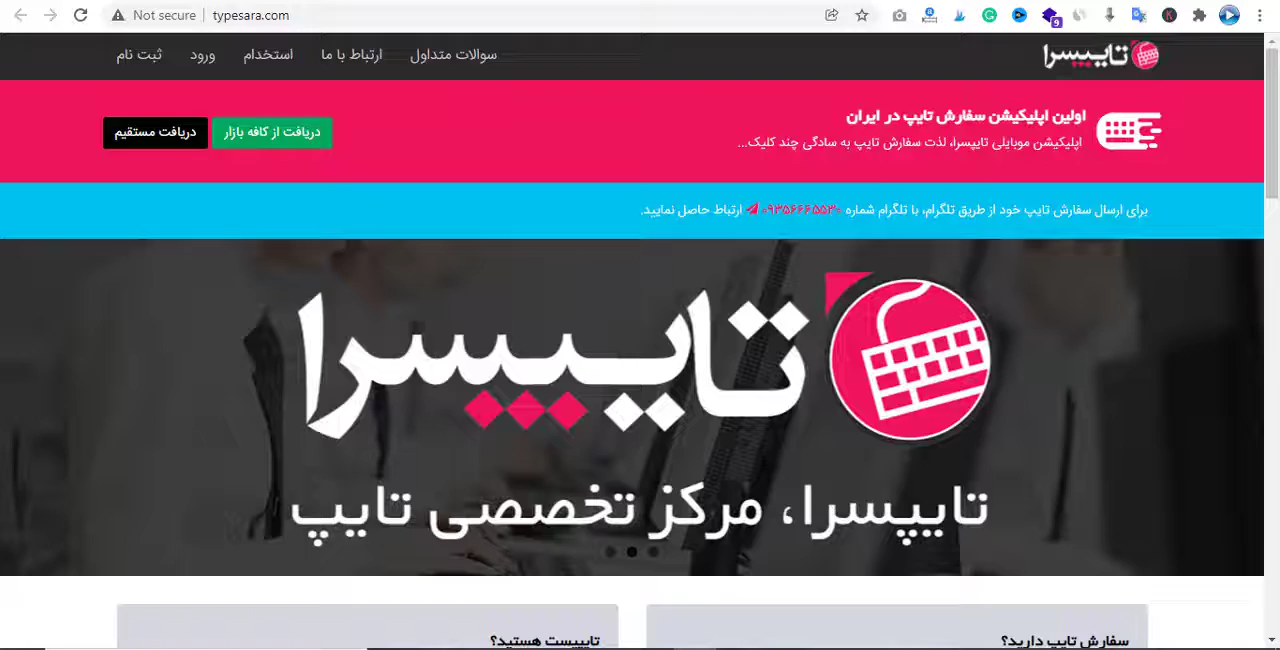 Not secure
typesara.com
9
تایپسرا
سوالات متداول
ارتباط با ما
استخدام
ورود
ثبت نام
اولین اپلیکیشن سفارش تایپ در ایران
اپلیکیشن موبایلی تایپسرا، لذت سفارش تایپ به سادگی چند کلیک...
دریافت از کافه بازار
دریافت مستقیم
برای ارسال سفارش تایپ خود از طریق تلگرام، با تلگرام شماره ۰۹۳۵۶۶۶۵۵۳۰ ارتباط حاصل نمایید.
تایپسرا
تایپسرا، مرکز تخصصی تایپ
سفارش تایپ دارید؟
تایپیست هستید؟